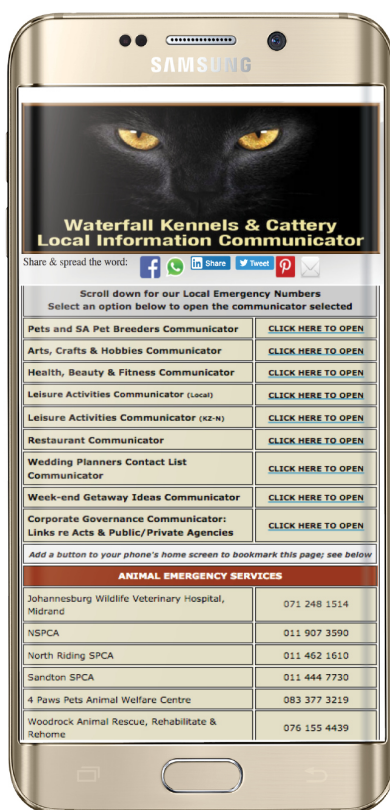 SAMSUNG
Waterfall Kennels & Cattery
Local Information Communicator
Share & spread the word:
Share
Tweet
Scroll down for our Local Emergency Numbers
Select an option below to open the communicator selected
Pets and SA Pet Breeders Communicator CLICK HERE TO OPEN
Arts, Crafts & Hobbies Communicator CLICK HERE TO OPEN
Health, Beauty & Fitness Communicator CLICK HERE TO OPEN
Leisure Activities Communicator (Local) CLICK HERE TO OPEN
Leisure Activities Communicator (KZ-N) CLICK HERE TO OPEN
Restaurant Communicator CLICK HERE TO OPEN
Wedding Planners Contact List
Communicator CLICK HERE TO OPEN
Week-end Getaway Ideas Communicator CLICK HERE TO OPEN
Corporate Governance Communicator:
Links re Acts & Public/Private Agencies CLICK HERE TO OPEN
Add a button to your phone's home screen to bookmark this page; see below
ANIMAL EMERGENCY SERVICES
Johannesburg Wildlife Veterinary Hospital,
Midrand 071 248 1514
NSPCA 011 907 3590
North Riding SPCA 011 462 1610
Sandton SPCA 011 444 7730
4 Paws Pets Animal Welfare Centre 083 377 3219
Woodrock Animal Rescue, Rehabilitate &
Rehome 076 155 4439